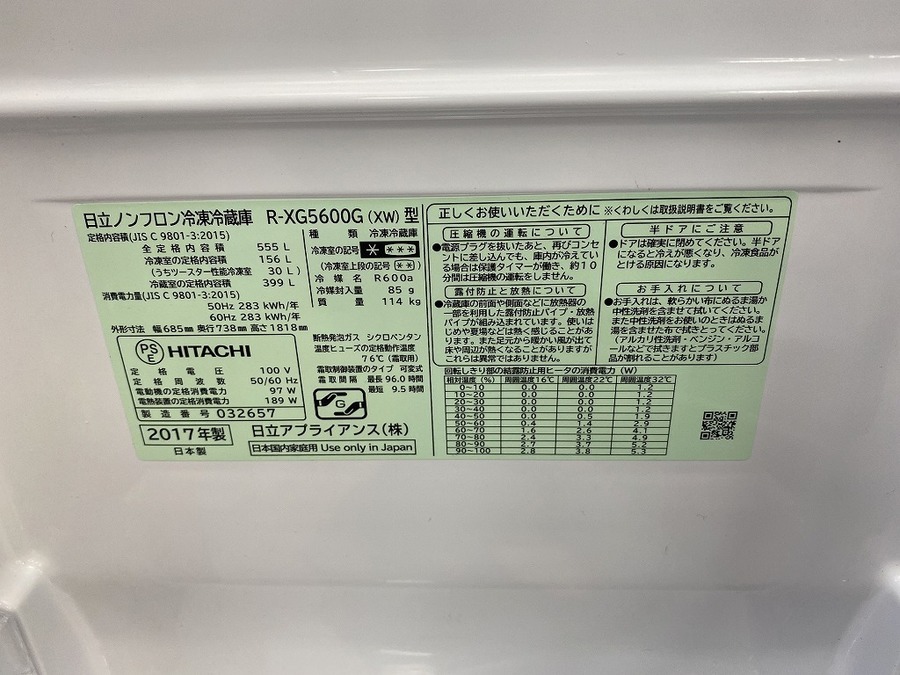 日立ノンフロン冷凍冷蔵庫 R-XG5600G (XW) 型
定格内容積(JIS C 9801-3:2015)
全定格内容積 555 L
冷凍室の定格内容積 156 L
(うちツースター性能冷凍室 30 L)
冷蔵室の定格内容積 399 L
消費電力量(JIS C 9801-3:2015)
50Hz 283 kWh/年
60Hz 283 kWh/年
外形寸法 幅685㎜ 奥行738㎜ 高さ1818㎜
種類 冷凍冷蔵庫
冷凍室の記号 ****
(冷凍室上段の記号 **)
冷媒名 R600a
冷媒封入量 85 g
質量 114 kg
断熱発泡ガス シクロペンタン
温度ヒューズの定格動作温度
76℃ (霜取用)
霜取制御装置のタイプ 可変式
霜取間隔 最長 96.0時間
最短 9.5時間
G
PS
E
HITACHI
定格電圧 100 V
定格周波数 50/60 Hz
電動機の定格消費電力 97 W
電熱装置の定格消費電力 189 W
製造番号 032657
2017年製
日本製
日立アプライアンス(株)
日本国内家庭用 Use only in Japan
正しくお使いいただくために ※くわしくは取扱説明書をご覧ください。
圧縮機の運転について
●電源プラグを抜いたあと、再びコンセ
ントに差し込んでも、庫内が冷えてい
る場合は保護タイマーが働き、約10
分間は圧縮機の運転をしません。
露付防止と放熱について
●冷蔵庫の前面や側面などに放熱器の
一部を利用した露付防止パイプ・放熱
パイプが組み込まれています。使いは
じめや夏場などは熱く感じることがあり
ます。また足元から暖かい風が出て
床や周辺が熱くなることがありますが
これらは異常ではありません。
半ドアにご注意
●ドアは確実に閉めてください。半ドア
になると冷えが悪くなり、冷凍食品が
とける原因になります。
お手入れについて
●お手入れは、軟らかい布にぬるま湯か
中性洗剤を含ませて拭いてください。
また中性洗剤をお使いのときはぬるま
湯を含ませた布で拭きとってください。
(アルカリ性洗剤・ベンジン・アルコ
ールなどで拭くとプラスチック部
品が割れることがあります)
回転しきり部の結露防止用ヒータの消費電力 (W)
相対湿度(%) 周囲温度16℃ 周囲温度22℃ 周囲温度32℃
0~10 0.0 0.0 1.2
10~20 0.0 0.0 1.2
20~30 0.0 0.0 1.2
30~40 0.0 0.0 1.2
40~50 0.0 0.5 1.9
50~60 0.4 1.4 2.9
60~70 1.6 2.6 4.1
70~80 2.4 3.3 4.9
80~90 2.7 3.7 5.2
90~100 2.8 3.8 5.3